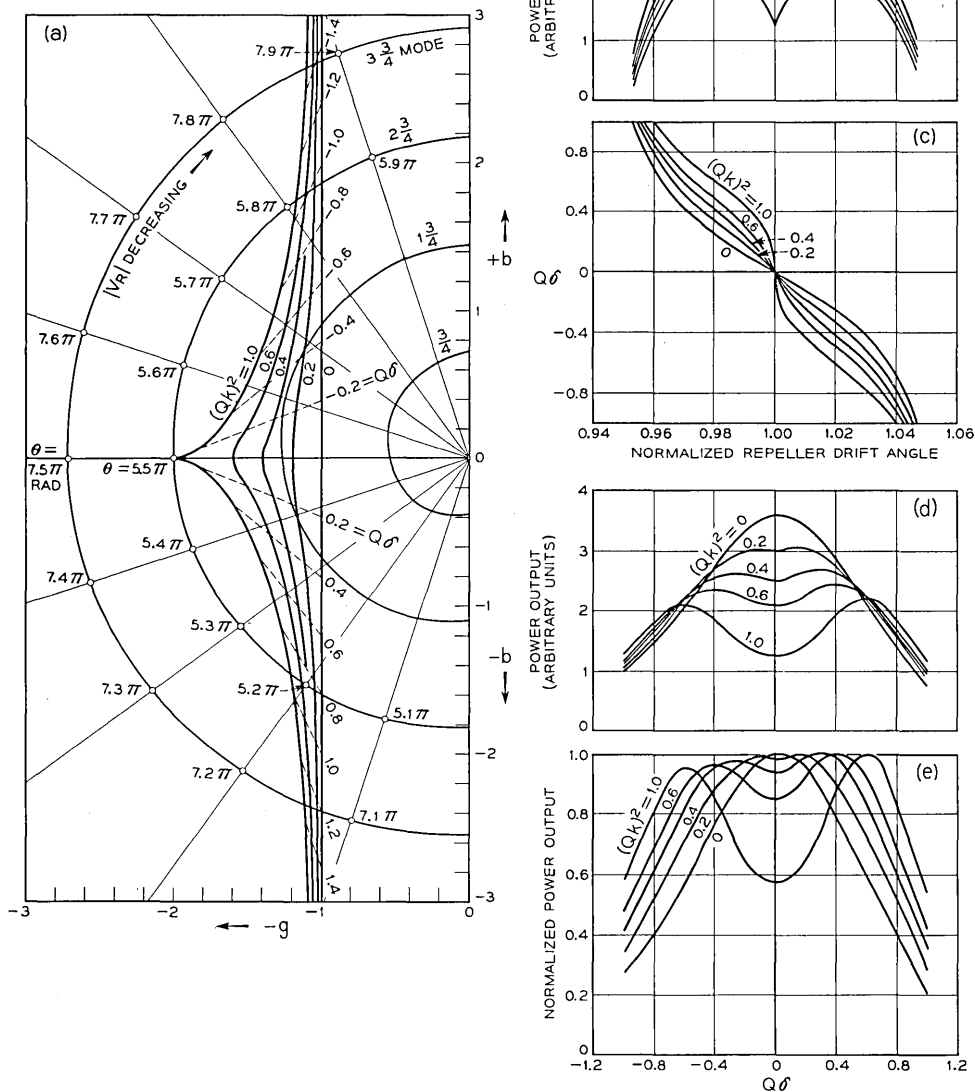 (a)
7.9 π
3 3/4 MODE
3
-1.4
-1.2
-1.0
-0.8
-0.6
-0.4
-0.2 = Qδ
7.8 π
2 3/4
5.9 π
2
7.7 π
5.8 π
|VR| DECREASING
5.7 π
1 3/4
+b
1
7.6 π
5.6 π
(Qk)² = 1.0
0.6
0.4
0.2
0
3/4
θ =
7.5 π
RAD
θ = 5.5 π
0
5.4 π
0.2 = Qδ
0.4
7.4 π
5.3 π
0.6
-1
-b
7.3 π
5.2 π
0.8
5.1 π
1.0
-2
7.2 π
7.1 π
1.2
1.4
-3
-3
-2
-1
0
-g
POWER
(ARBITR
1
0
(c)
0.8
0.4
0
-0.4
-0.8
Qδ
(Qk)² = 1.0
0.6
0.4
0.2
0
0.94
0.96
0.98
1.00
1.02
1.04
1.06
NORMALIZED REPELLER DRIFT ANGLE
(d)
4
3
2
1
0
POWER OUTPUT
(ARBITRARY UNITS)
(Qk)² = 0
0.2
0.4
0.6
1.0
(e)
1.0
0.8
0.6
0.4
0.2
0
NORMALIZED POWER OUTPUT
(Qk)² = 1.0
0.6
0.4
0.2
0
-1.2
-0.8
-0.4
0
0.4
0.8
1.2
Qδ